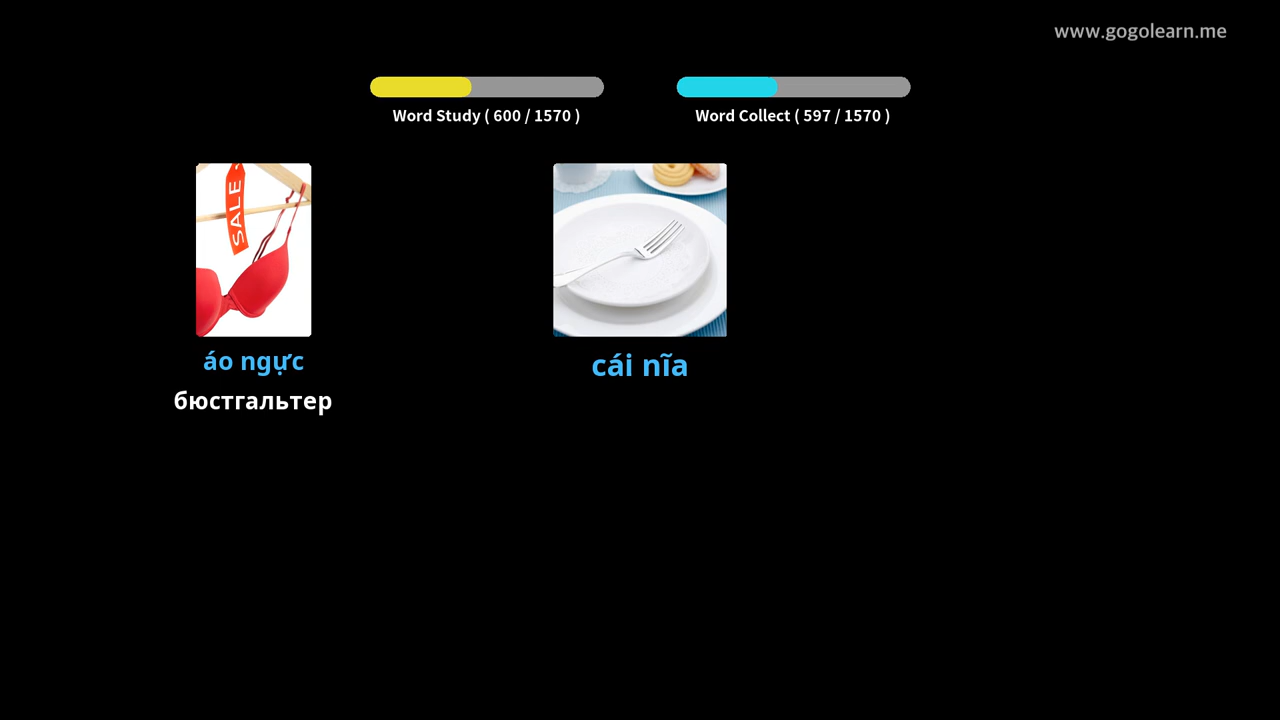 www.gogolearn.me
Word Study ( 600 / 1570 )
Word Collect ( 597 / 1570 )
SALE
áo ngực
cái nĩa
бюстгальтер